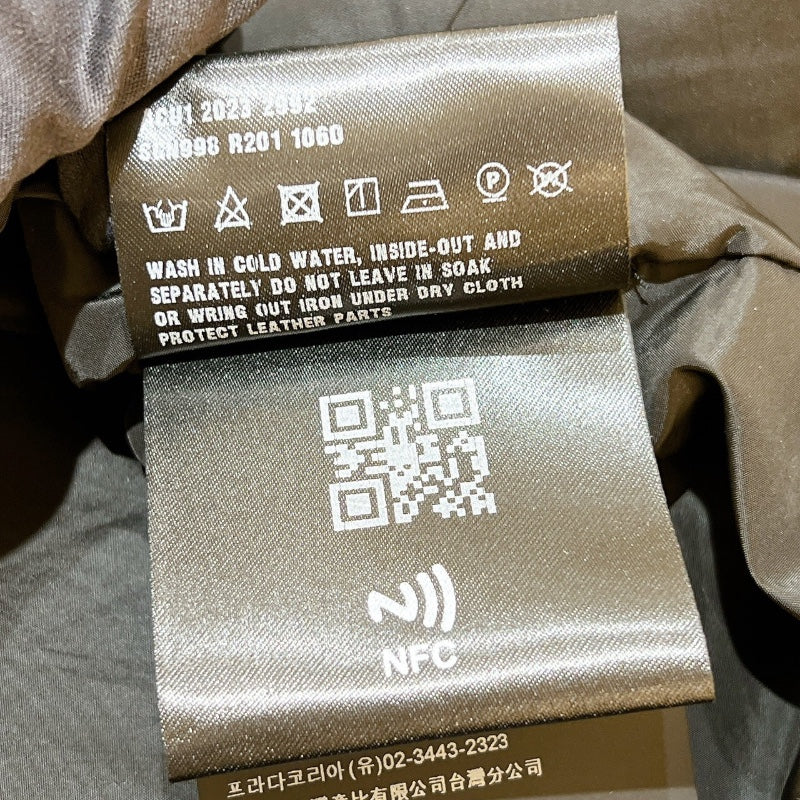 2023 2992
R201 1060
WASH IN COLD WATER, INSIDE-OUT AND
SEPARATELY DO NOT LEAVE IN SOAK
OR WRING OUT IRON UNDER DRY CLOTH
PROTECT LEATHER PARTS
NFC
프라다코리아(유)02-3443-2323
比有限公司台灣分公司